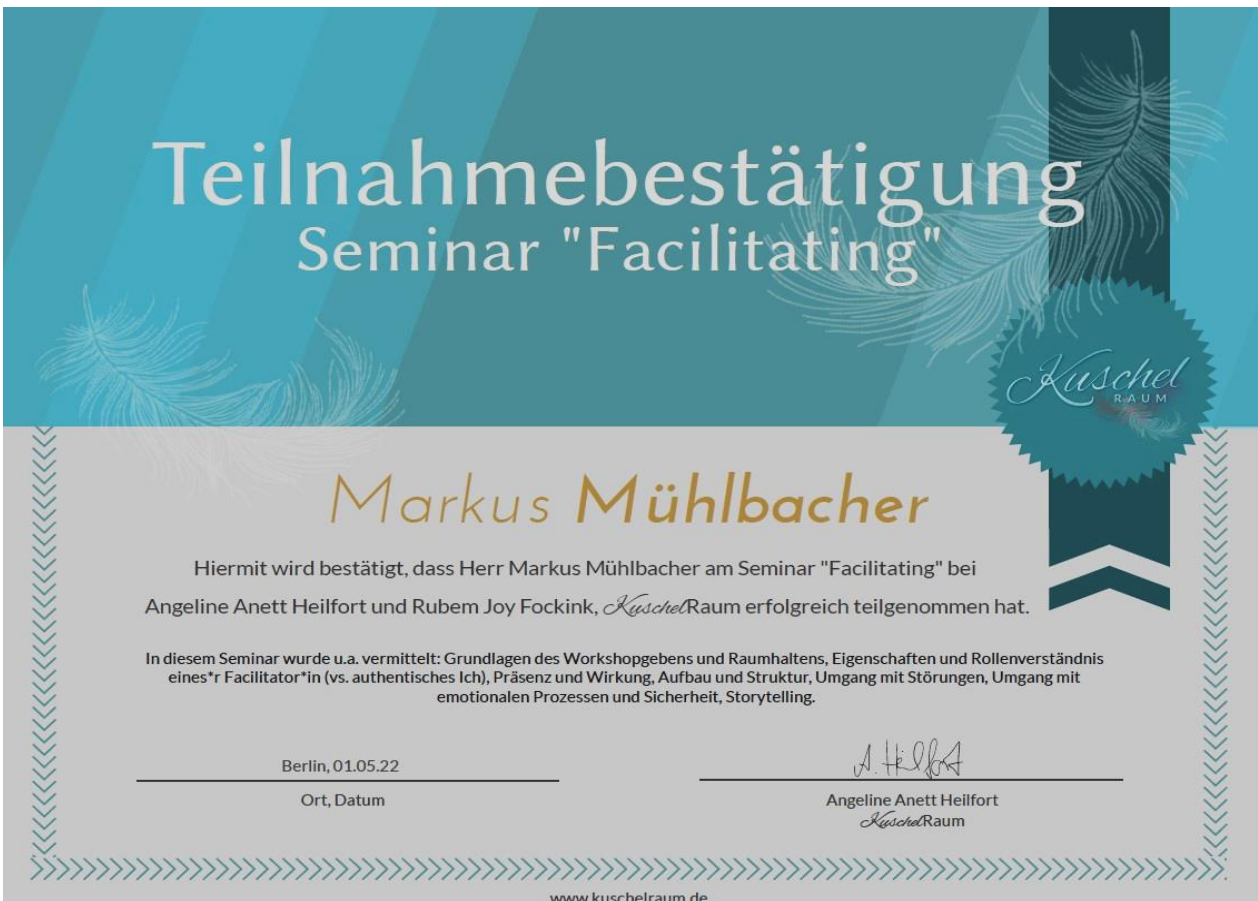 Teilnahmebestätigung
Seminar "Facilitating"
Kuschel
RAUM
Markus Mühlbacher
Hiermit wird bestätigt, dass Herr Markus Mühlbacher am Seminar "Facilitating" bei
Angeline Anett Heilfort und Rubem Joy Fockink, KuschelRaum erfolgreich teilgenommen hat.
In diesem Seminar wurde u.a. vermittelt: Grundlagen des Workshopgebens und Raumhaltens, Eigenschaften und Rollenverständnis
eines*r Facilitator*in (vs. authentisches Ich), Präsenz und Wirkung, Aufbau und Struktur, Umgang mit Störungen, Umgang mit
emotionalen Prozessen und Sicherheit, Storytelling.
Berlin, 01.05.22
Ort, Datum
A. Heilfort
Angeline Anett Heilfort
KuschelRaum
www.kuschelraum.de